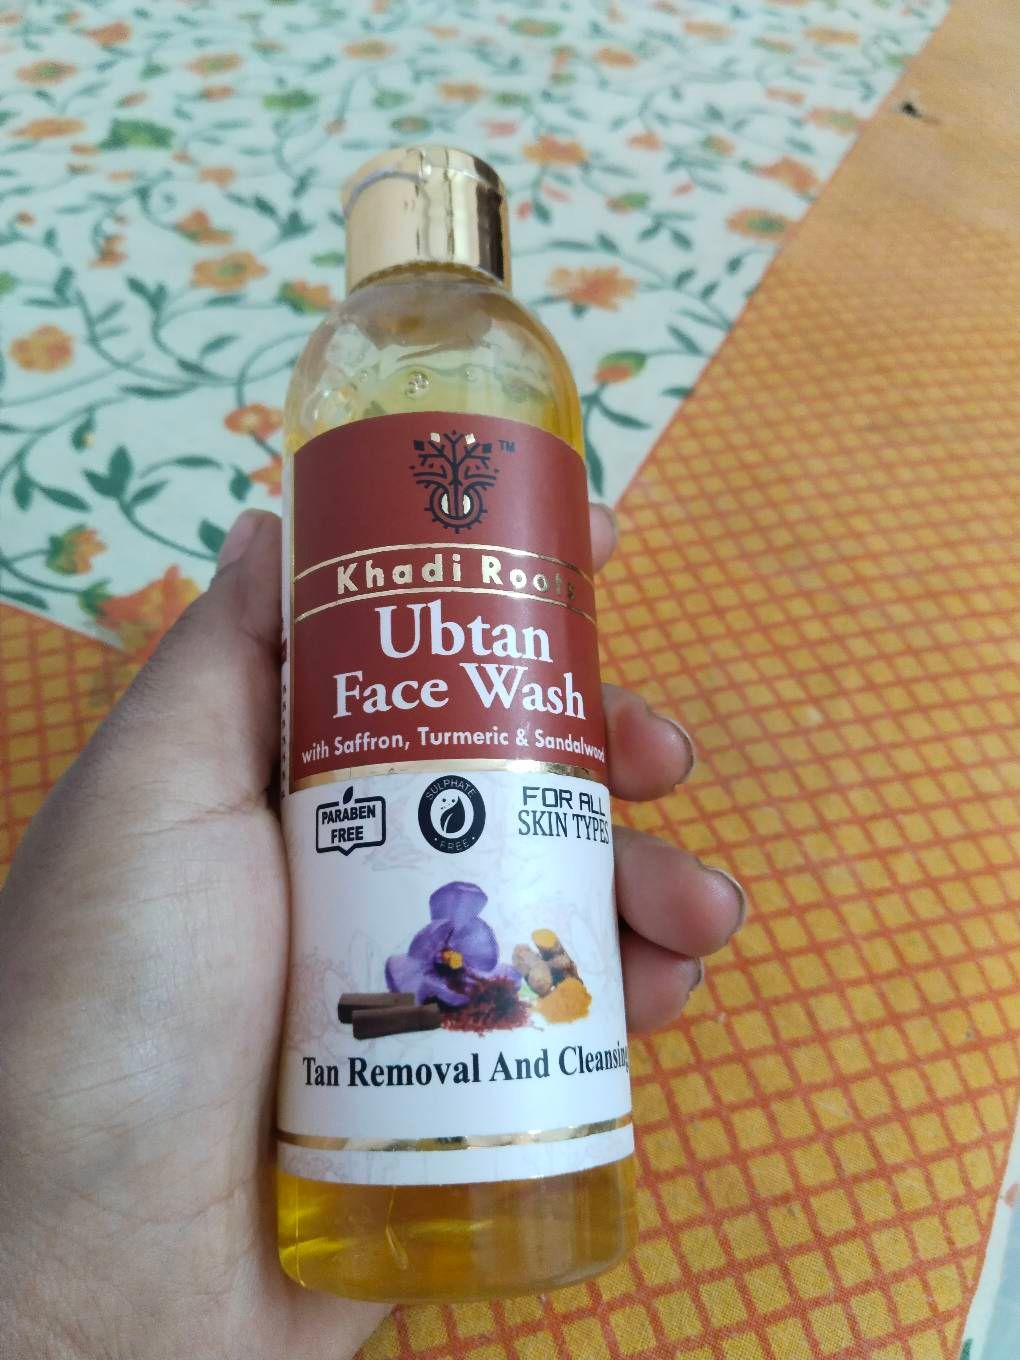 TM
Khadi Roots
Ubtan
Face Wash
with Saffron, Turmeric & Sandalwood
PARABEN
FREE
SULPHATE
FREE
FOR ALL
SKIN TYPES
Tan Removal And Cleansing